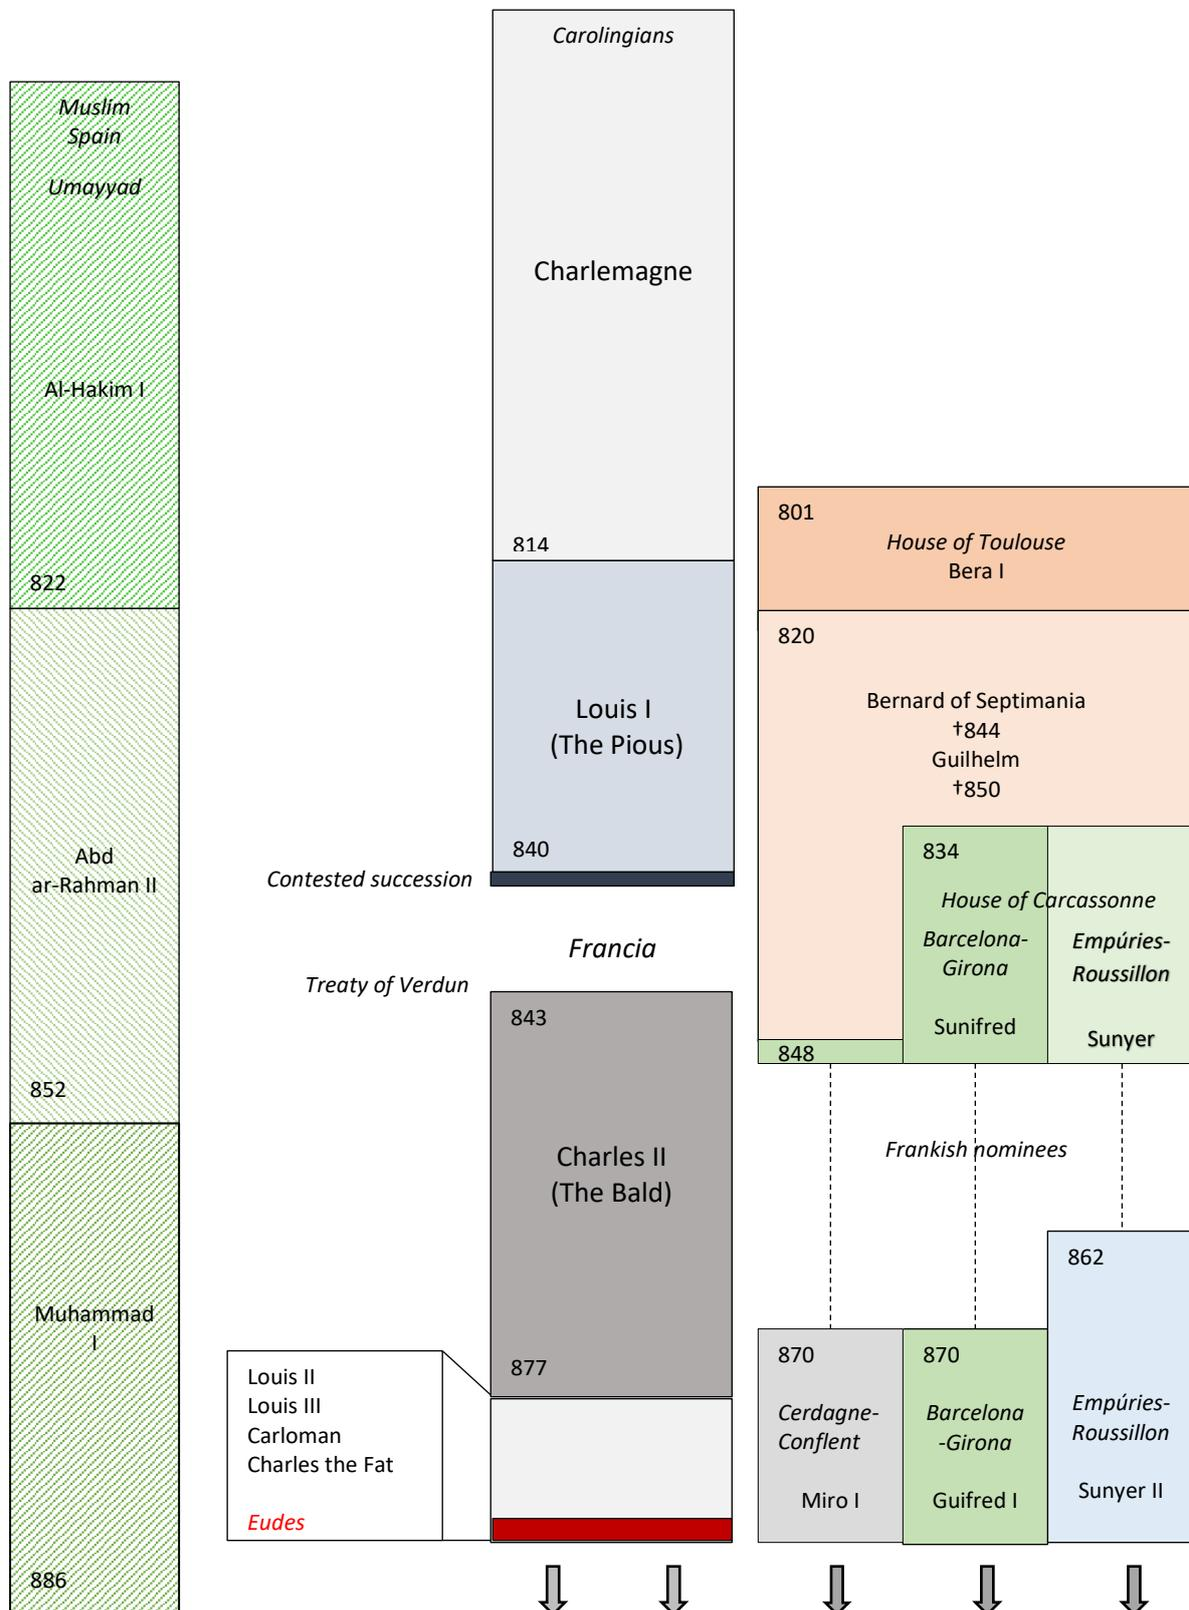 Muslim
Spain
Umayyad
Al-Hakim I
822
Abd
ar-Rahman II
852
Muhammad
I
886
Carolingians
Charlemagne
814
Louis I
(The Pious)
840
Contested succession
Francia
Treaty of Verdun
843
Charles II
(The Bald)
877
Louis II
Louis III
Carloman
Charles the Fat
Eudes
801
House of Toulouse
Bera I
820
Bernard of Septimania
†844
Guilhelm
†850
834
House of Carcassonne
Barcelona-
Girona
Sunifred
Empúries-
Roussillon
Sunyer
848
Frankish nominees
862
Empúries-
Roussillon
Sunyer II
870
Cerdagne-
Conflent
Miro I
870
Barcelona
-Girona
Guifred I